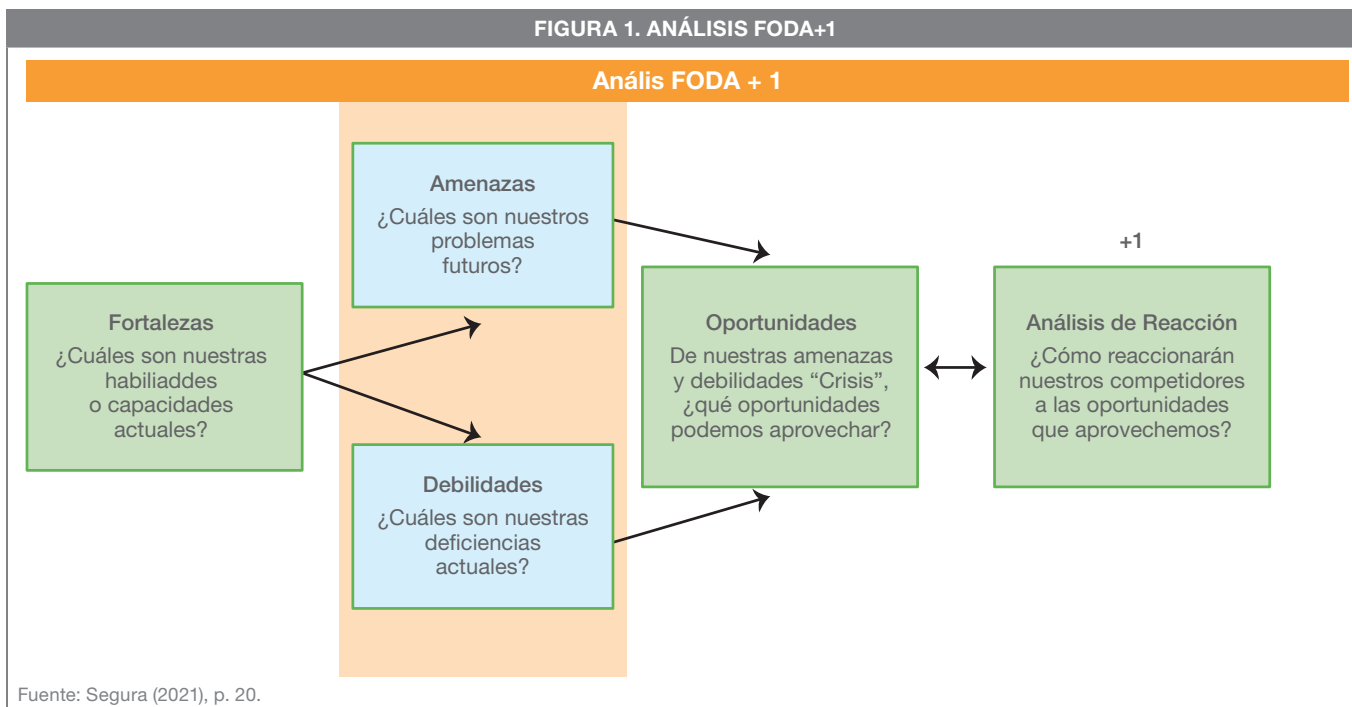 FIGURA 1. ANÁLISIS FODA+1
Anális FODA + 1
Fortalezas
¿Cuáles son nuestras
habiliaddes
o capacidades
actuales?
Amenazas
¿Cuáles son nuestros
problemas
futuros?
Debilidades
¿Cuáles son nuestras
deficiencias
actuales?
Oportunidades
De nuestras amenazas
y debilidades “Crisis”,
¿qué oportunidades
podemos aprovechar?
+1
Análisis de Reacción
¿Cómo reaccionarán
nuestros competidores
a las oportunidades
que aprovechemos?
Fuente: Segura (2021), p. 20.